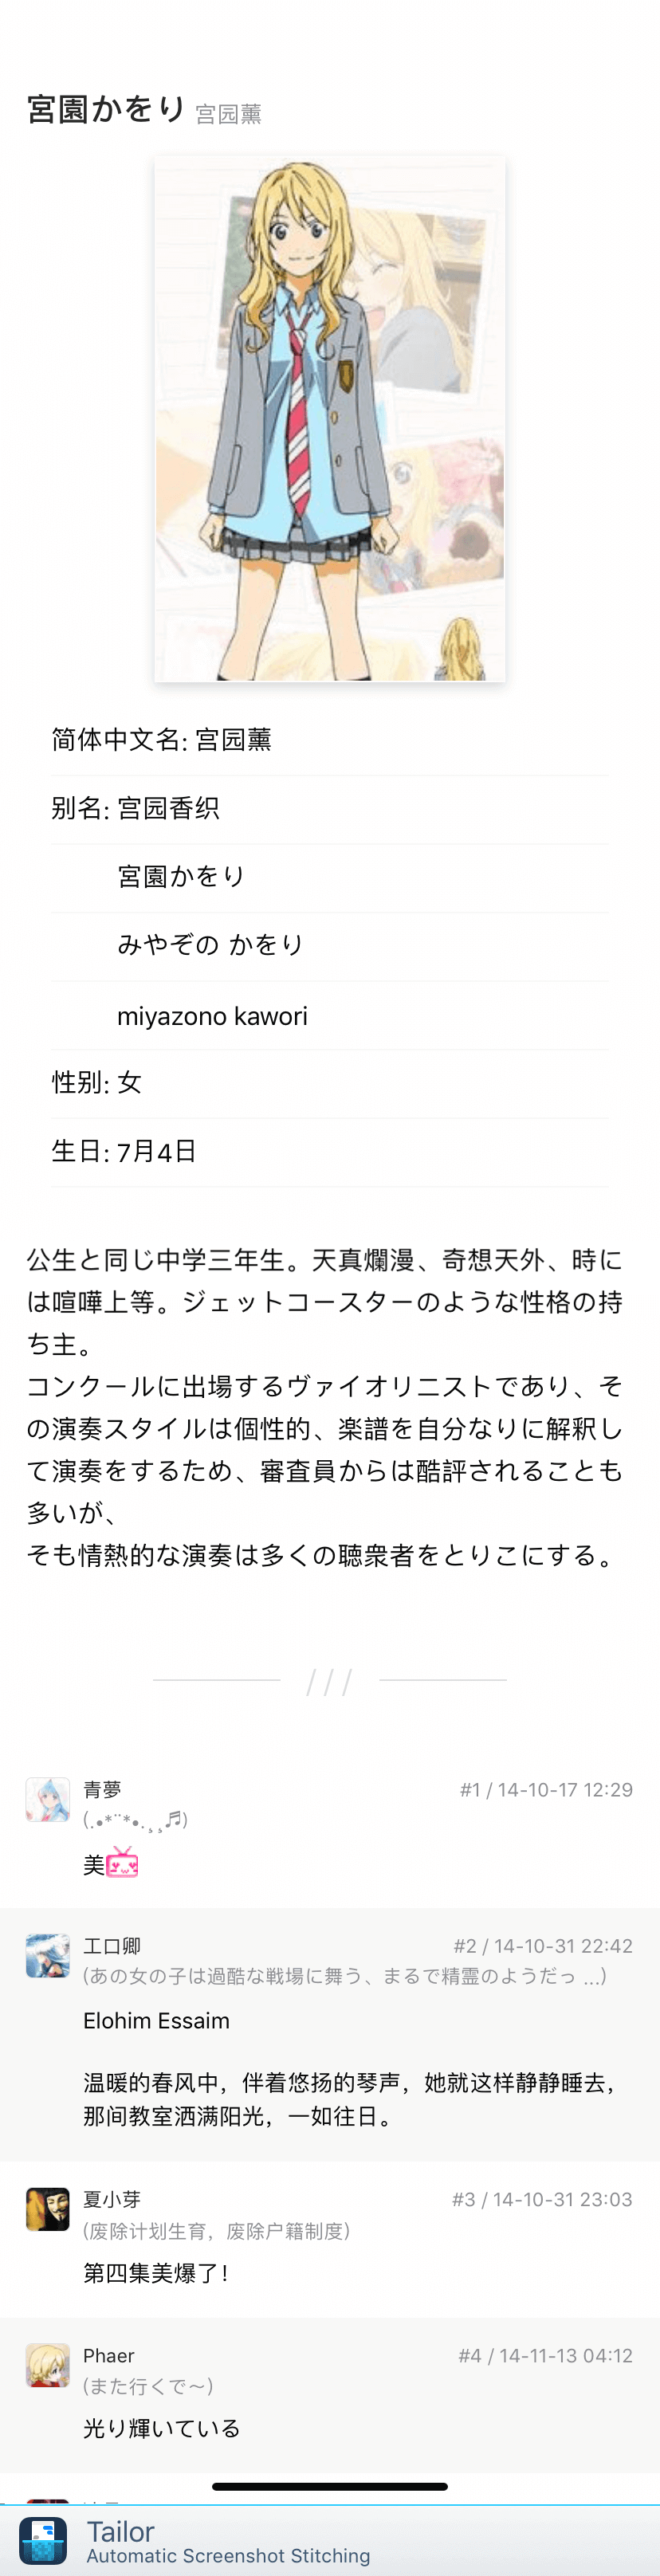 宮園かをり 宫园薰
简体中文名: 宫园薰
别名: 宫园香织
宮園かをり
みやぞの かをり
miyazono kawori
性别: 女
生日: 7月4日
公生と同じ中学三年生。天真爛漫、奇想天外、時に
は喧嘩上等。ジェットコースターのような性格の持
ち主。
コンクールに出場するヴァイオリニストであり、そ
の演奏スタイルは個性的、楽譜を自分なりに解釈し
て演奏をするため、審査員からは酷評されることも
多いが、
そも情熱的な演奏は多くの聴衆者をとりこにする。
///
青夢 #1 / 14-10-17 12:29
(.•*¨*•.¸¸♬)
美
工口卿 #2 / 14-10-31 22:42
(あの女の子は過酷な戦場に舞う、まるで精霊のようだっ ...)
Elohim Essaim
温暖的春风中，伴着悠扬的琴声，她就这样静静睡去，
那间教室洒满阳光，一如往日。
夏小芽 #3 / 14-10-31 23:03
(废除计划生育，废除户籍制度)
第四集美爆了！
Phaer #4 / 14-11-13 04:12
(また行くで～)
光り輝いている
Tailor
Automatic Screenshot Stitching